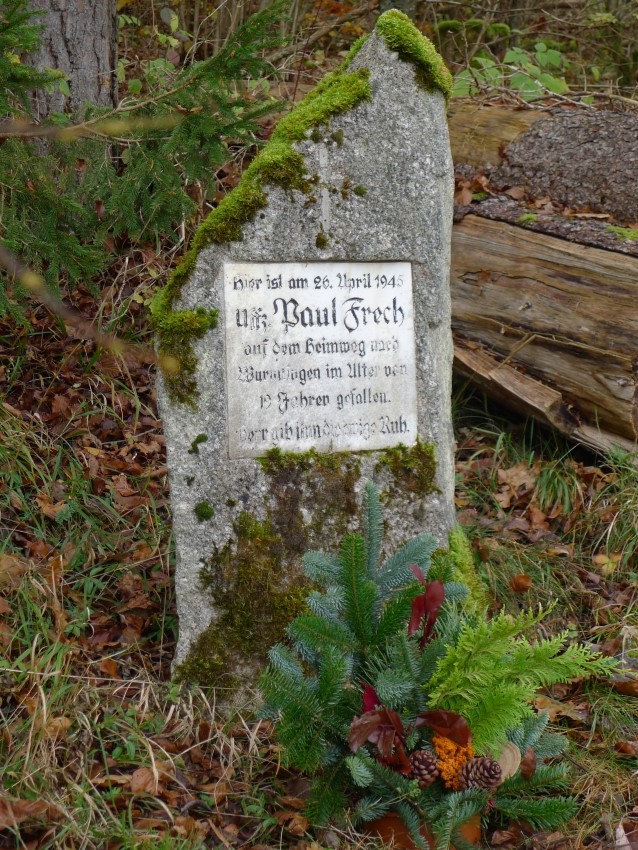 Hier ist am 26. April 1945
Uffz. Paul Frech
auf dem Heimweg nach
Wurmlingen im Alter von
19 Jahren gefallen.
Herr gib ihm die ewige Ruh.